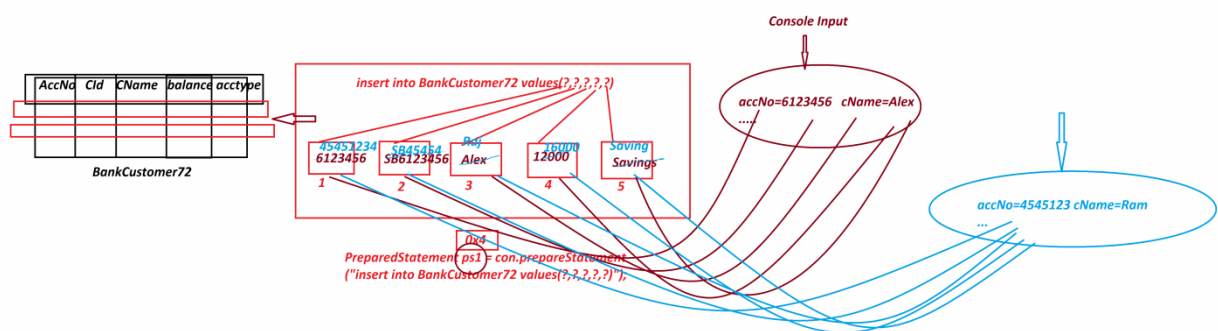 Console Input
AccNo CId CName balance acctype
BankCustomer72
insert into BankCustomer72 values(?,?,?,?,?)
45451234 SB45454 Raj 16000 Saving
6123456 SB6123456 Alex 12000 Savings
1 2 3 4 5
accNo=6123456 cName=Alex
.....
accNo=4545123 cName=Ram
...
0x4
PreparedStatement ps1 = con.prepareStatement
("insert into BankCustomer72 values(?,?,?,?,?)");